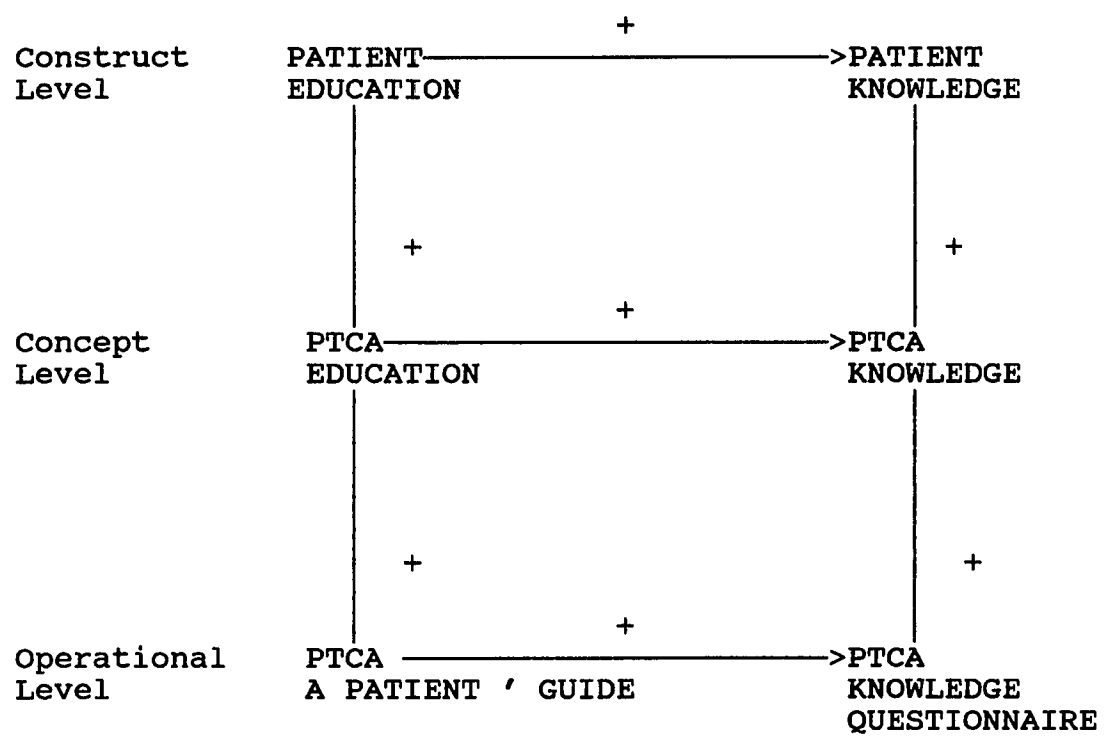 +
Construct PATIENT ——> PATIENT
Level EDUCATION KNOWLEDGE
+ +
+
Concept PTCA ——> PTCA
Level EDUCATION KNOWLEDGE
+ +
+
Operational PTCA ——> PTCA
Level A PATIENT ' GUIDE KNOWLEDGE
QUESTIONNAIRE